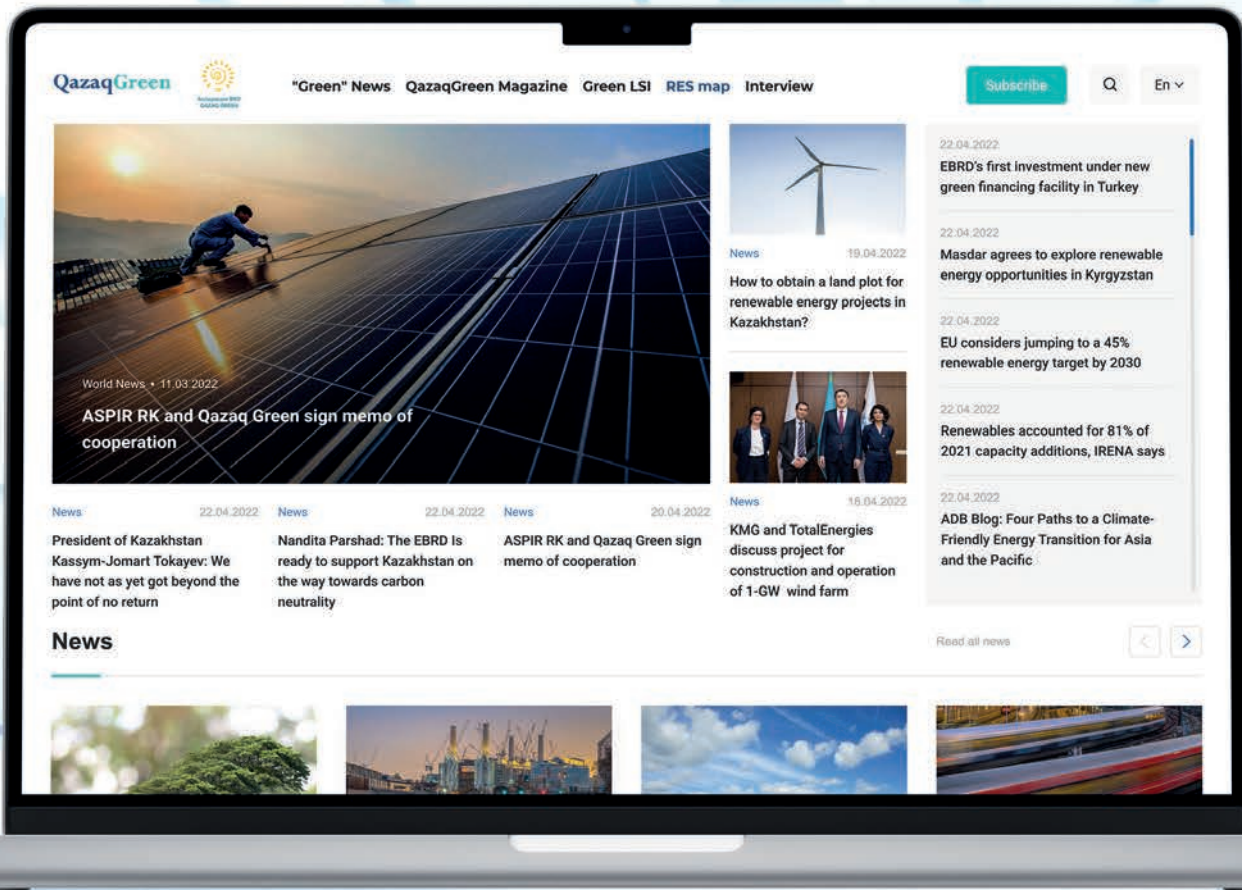 QazaqGreen
QAZAQ GREEN
"Green" News QazaqGreen Magazine Green LSI RES map Interview
Subscribe
En
World News • 11.03.2022
ASPIR RK and Qazaq Green sign memo of
cooperation
News 22.04.2022
President of Kazakhstan
Kassym-Jomart Tokayev: We
have not as yet got beyond the
point of no return
News 22.04.2022
Nandita Parshad: The EBRD Is
ready to support Kazakhstan on
the way towards carbon
neutrality
News 20.04.2022
ASPIR RK and Qazaq Green sign
memo of cooperation
News 19.04.2022
How to obtain a land plot for
renewable energy projects in
Kazakhstan?
News 18.04.2022
KMG and TotalEnergies
discuss project for
construction and operation
of 1-GW wind farm
22.04.2022
EBRD's first investment under new
green financing facility in Turkey
22.04.2022
Masdar agrees to explore renewable
energy opportunities in Kyrgyzstan
22.04.2022
EU considers jumping to a 45%
renewable energy target by 2030
22.04.2022
Renewables accounted for 81% of
2021 capacity additions, IRENA says
22.04.2022
ADB Blog: Four Paths to a Climate-
Friendly Energy Transition for Asia
and the Pacific
News
Read all news